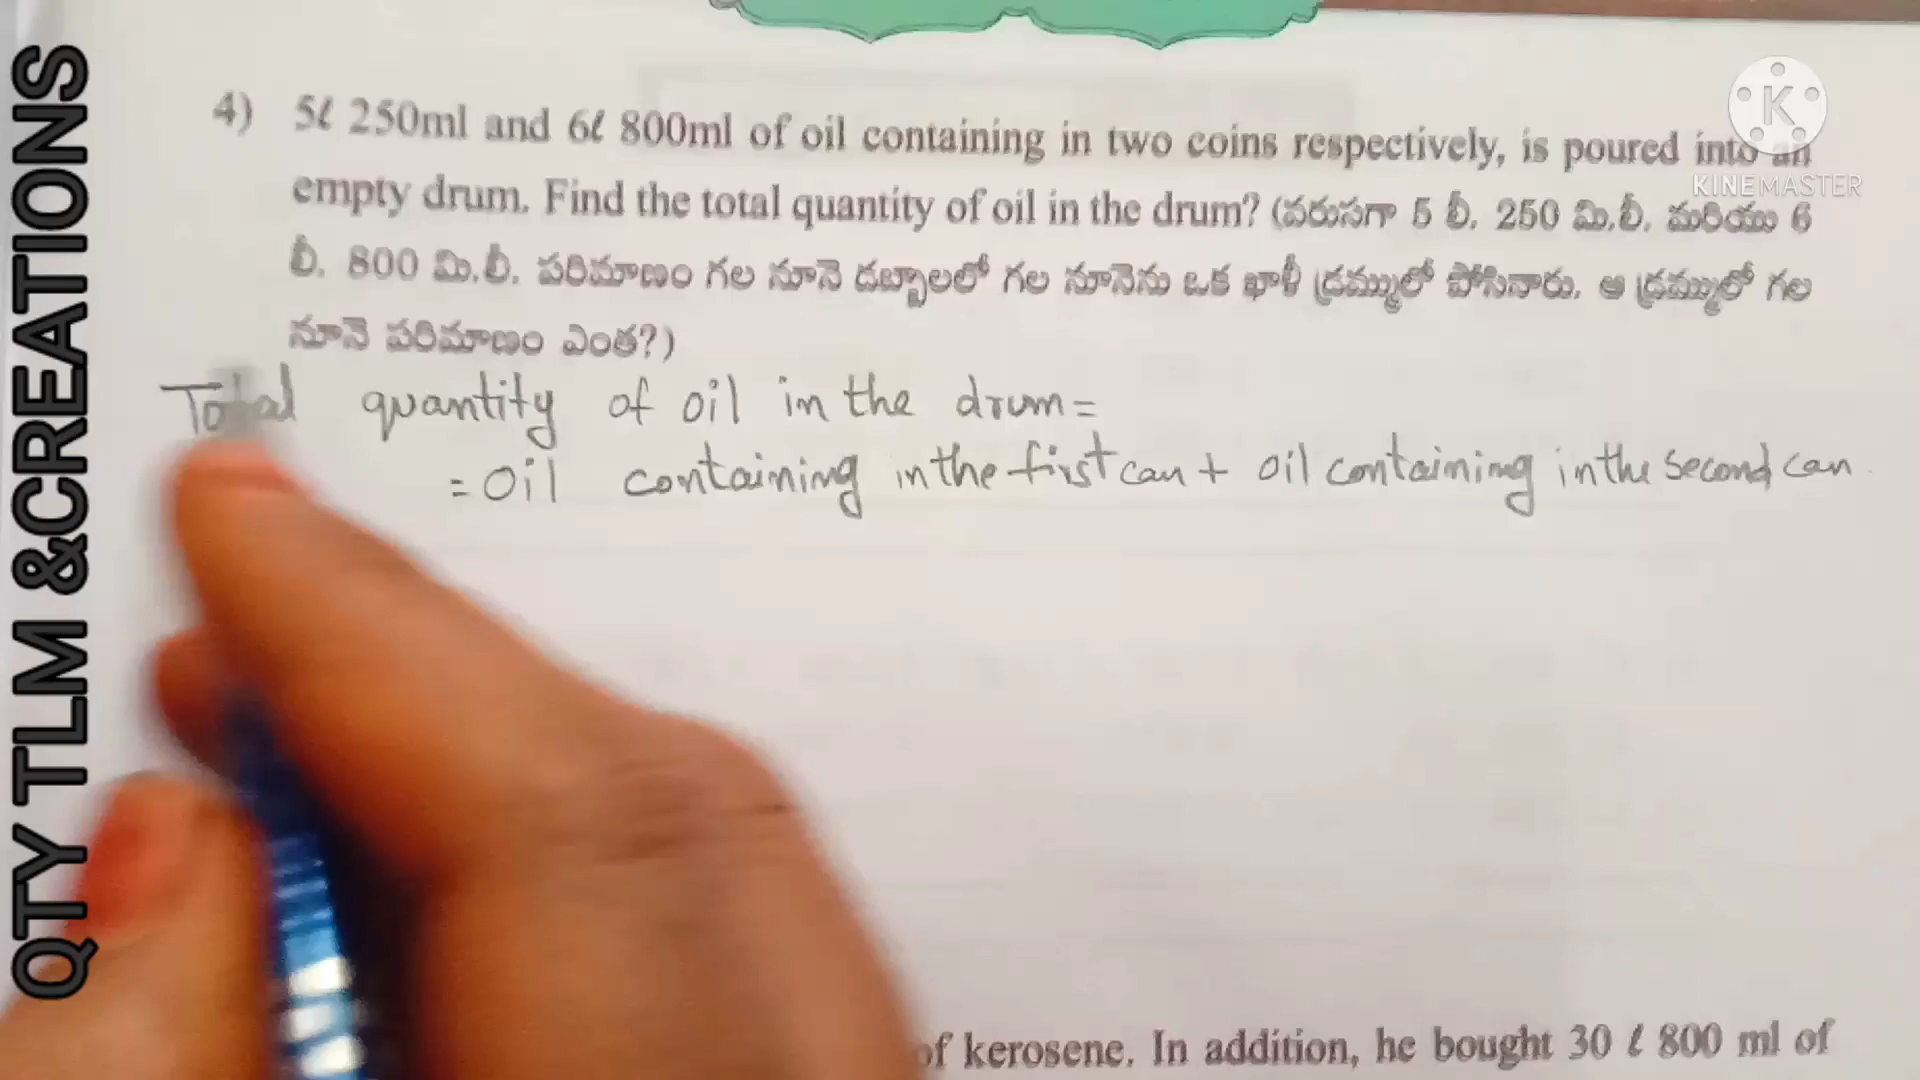 QTY TLM &CREATIONS
KINEMASTER
4) 5ℓ 250ml and 6ℓ 800ml of oil containing in two coins respectively, is poured into an
empty drum. Find the total quantity of oil in the drum? (వరుసగా 5 లీ. 250 మి.లీ. మరియు 6
లీ. 800 మి.లీ. పరిమాణం గల నూనె డబ్బాలలో గల నూనెను ఒక ఖాళీ డ్రమ్ములో పోసినారు. ఆ డ్రమ్ములో గల
నూనె పరిమాణం ఎంత?)
Total quantity of oil in the drum=
= Oil containing in the first can + oil containing in the second can
of kerosene. In addition, he bought 30 ℓ 800 ml of